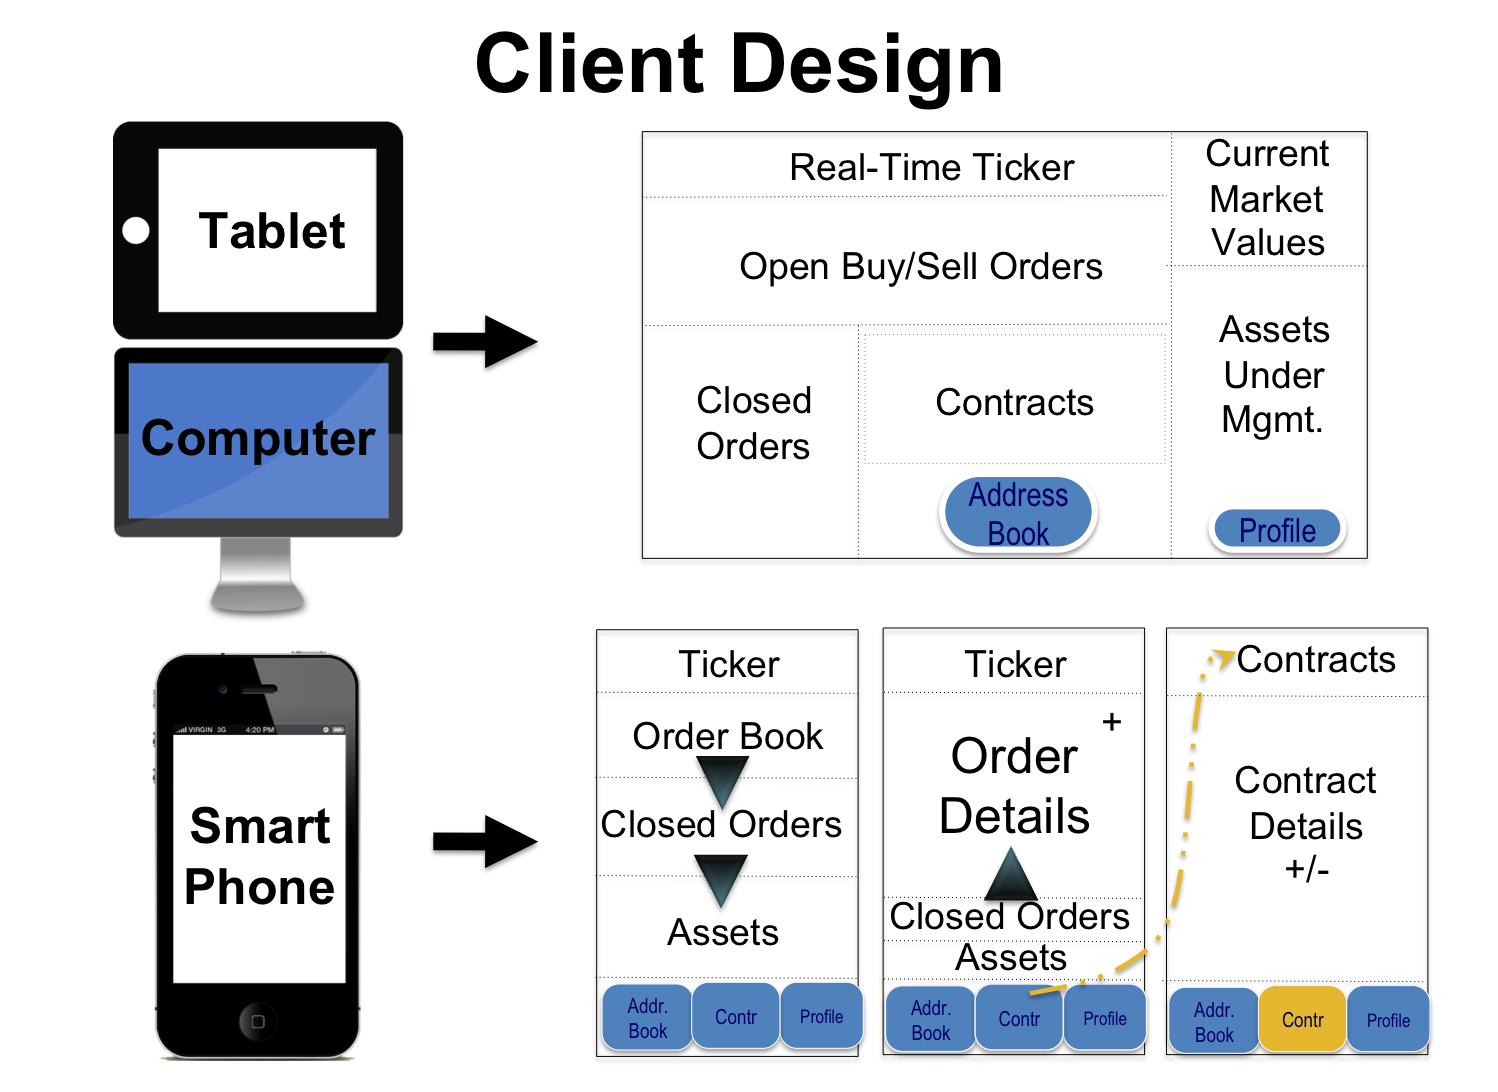 Client Design
Tablet
Computer
Real-Time Ticker
Current
Market
Values
Open Buy/Sell Orders
Closed
Orders
Contracts
Assets
Under
Mgmt.
Address
Book
Profile
VIRGIN 3G 4:20 PM
Smart
Phone
Ticker
Order Book
Closed Orders
Assets
Addr.
Book
Contr
Profile
Ticker
+
Order
Details
Closed Orders
Assets
Addr.
Book
Contr
Profile
Contracts
Contract
Details
+/-
Addr.
Book
Contr
Profile